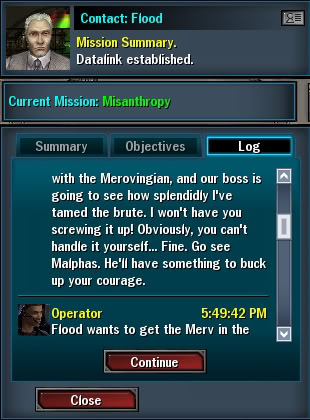 Contact: Flood
Mission Summary.
Datalink established.
Current Mission: Misanthropy
Summary
Objectives
Log
with the Merovingian, and our boss is
going to see how splendidly I've
tamed the brute. I won't have you
screwing it up! Obviously, you can't
handle it yourself... Fine. Go see
Malphas. He'll have something to buck
up your courage.
Operator 5:49:42 PM
Flood wants to get the Merv in the
Continue
Close